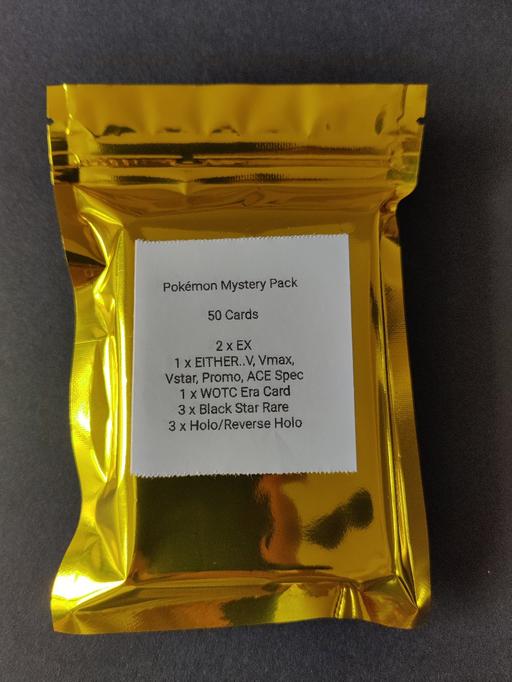 Pokémon Mystery Pack
50 Cards
2 x EX
1 x EITHER..V, Vmax,
Vstar, Promo, ACE Spec
1 x WOTC Era Card
3 x Black Star Rare
3 x Holo/Reverse Holo